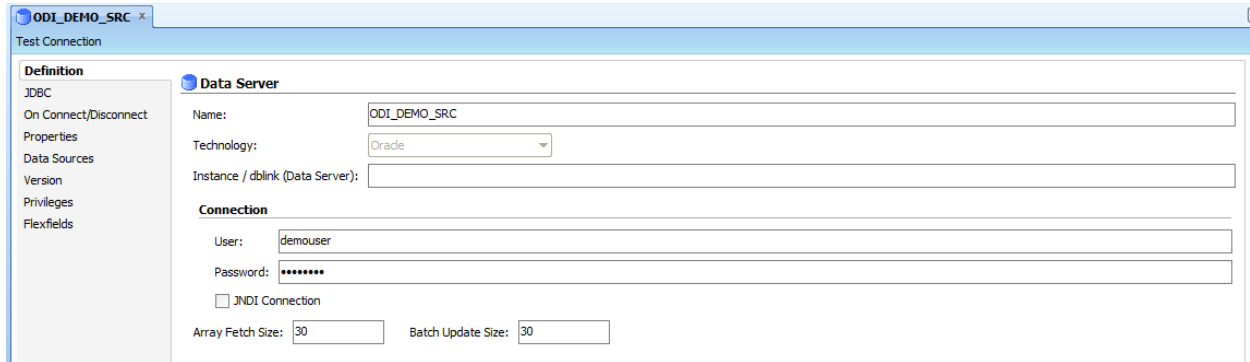 ODI_DEMO_SRC x
Test Connection
Definition
JDBC
On Connect/Disconnect
Properties
Data Sources
Version
Privileges
Flexfields
Data Server
Name: ODI_DEMO_SRC
Technology: Oracle
Instance / dblink (Data Server):
Connection
User: demouser
Password: ••••••••
JNDI Connection
Array Fetch Size: 30 Batch Update Size: 30